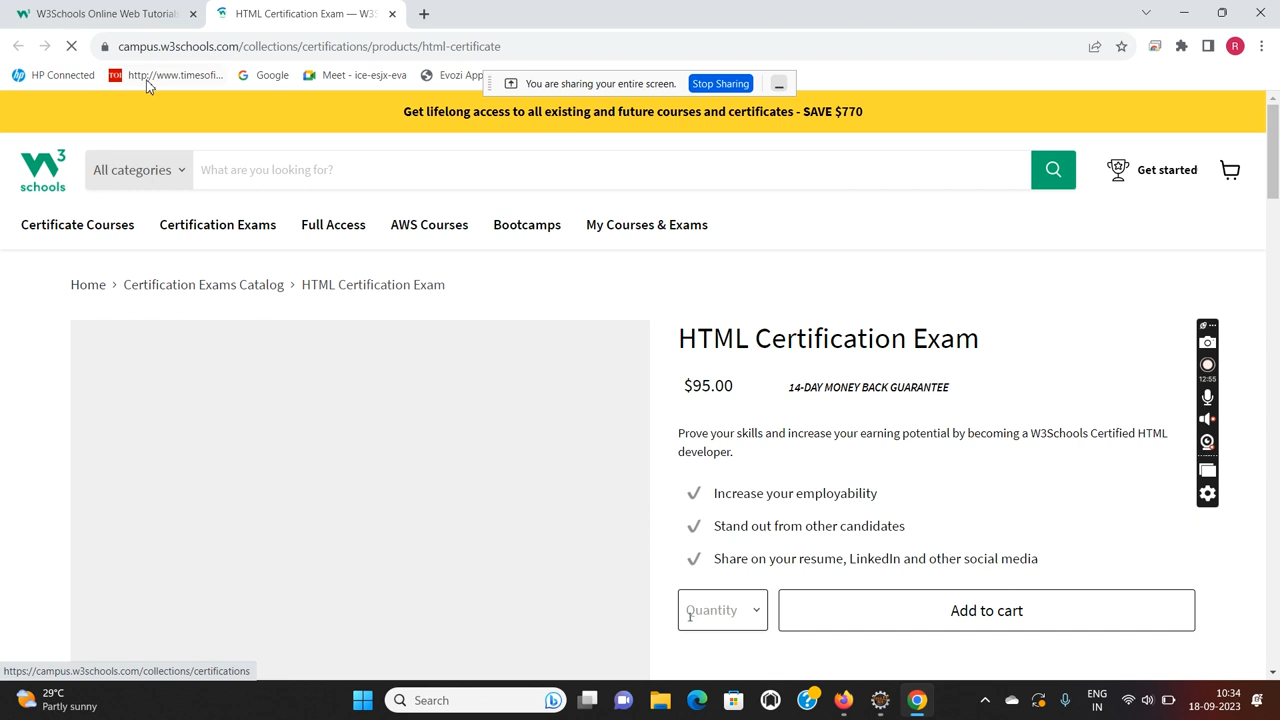 W3Schools Online Web Tutorials
HTML Certification Exam — W3S
campus.w3schools.com/collections/certifications/products/html-certificate
R
HP Connected
TOI
http://www.timesofi...
Google
Meet - ice-esjx-eva
Evozi App
You are sharing your entire screen.
Stop Sharing
Get lifelong access to all existing and future courses and certificates - SAVE $770
3
schools
All categories
What are you looking for?
Get started
Certificate Courses
Certification Exams
Full Access
AWS Courses
Bootcamps
My Courses & Exams
Home > Certification Exams Catalog > HTML Certification Exam
HTML Certification Exam
$95.00
14-DAY MONEY BACK GUARANTEE
Prove your skills and increase your earning potential by becoming a W3Schools Certified HTML
developer.
Increase your employability
Stand out from other candidates
Share on your resume, LinkedIn and other social media
Quantity
Add to cart
12:55
https://campus.w3schools.com/collections/certifications
29°C
Partly sunny
Search
ENG
IN
10:34
18-09-2023